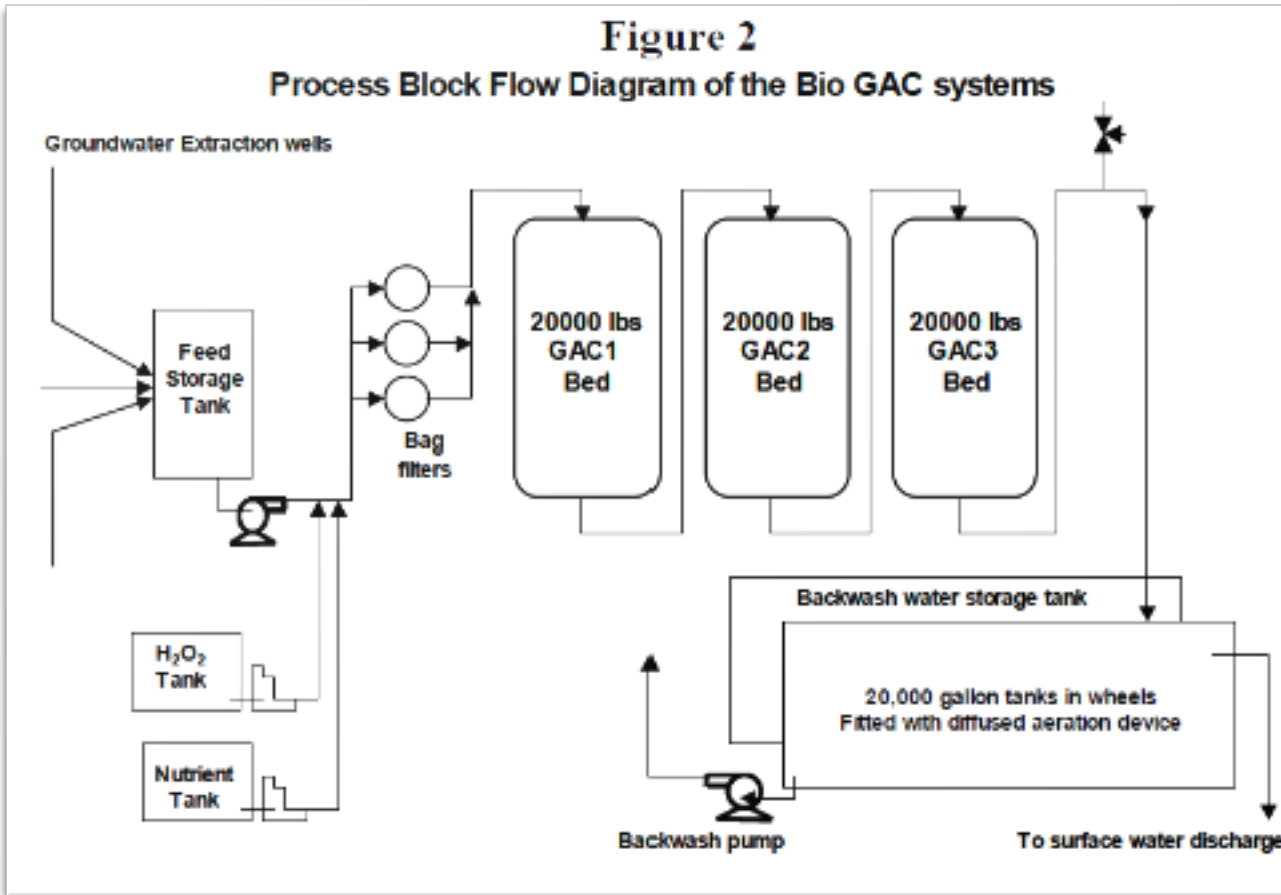 Figure 2
Process Block Flow Diagram of the Bio GAC systems
Groundwater Extraction wells
Feed
Storage
Tank
Bag
filters
20000 lbs
GAC1
Bed
20000 lbs
GAC2
Bed
20000 lbs
GAC3
Bed
H₂O₂
Tank
Nutrient
Tank
Backwash water storage tank
20,000 gallon tanks in wheels
Fitted with diffused aeration device
Backwash pump
To surface water discharge